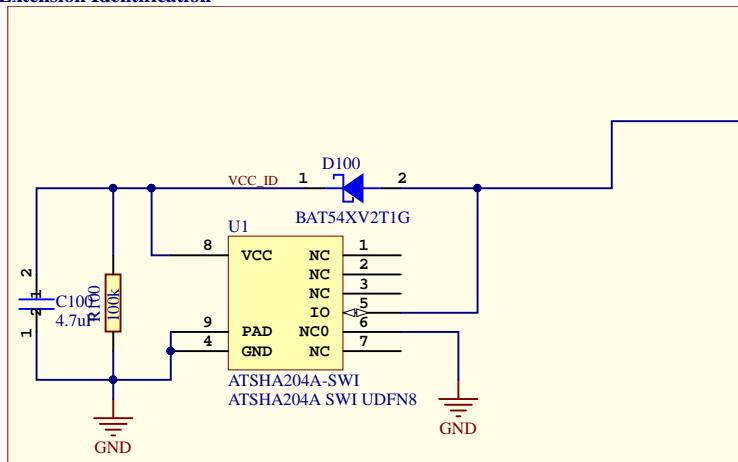 Extension Identification
D100
VCC_ID
1
2
BAT54XV2T1G
U1
8
VCC
NC
1
NC
2
NC
3
IO
5
9
PAD
NC0
6
4
GND
NC
7
2
1
C100
4.7uF
2
1
R100
100k
ATSHA204A-SWI
ATSHA204A SWI UDFN8
GND
GND